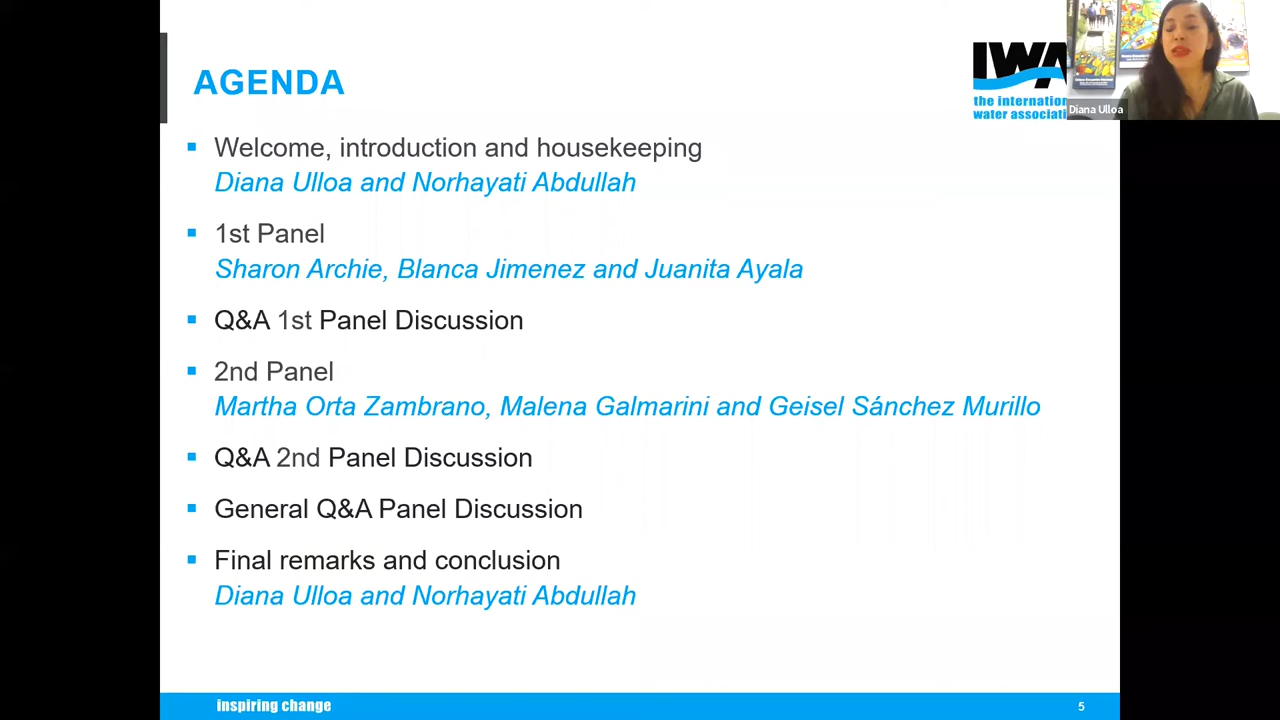 AGENDA
IWA
the internation
water associati
Diana Ulloa
Welcome, introduction and housekeeping
Diana Ulloa and Norhayati Abdullah
1st Panel
Sharon Archie, Blanca Jimenez and Juanita Ayala
Q&A 1st Panel Discussion
2nd Panel
Martha Orta Zambrano, Malena Galmarini and Geisel Sánchez Murillo
Q&A 2nd Panel Discussion
General Q&A Panel Discussion
Final remarks and conclusion
Diana Ulloa and Norhayati Abdullah
inspiring change
5